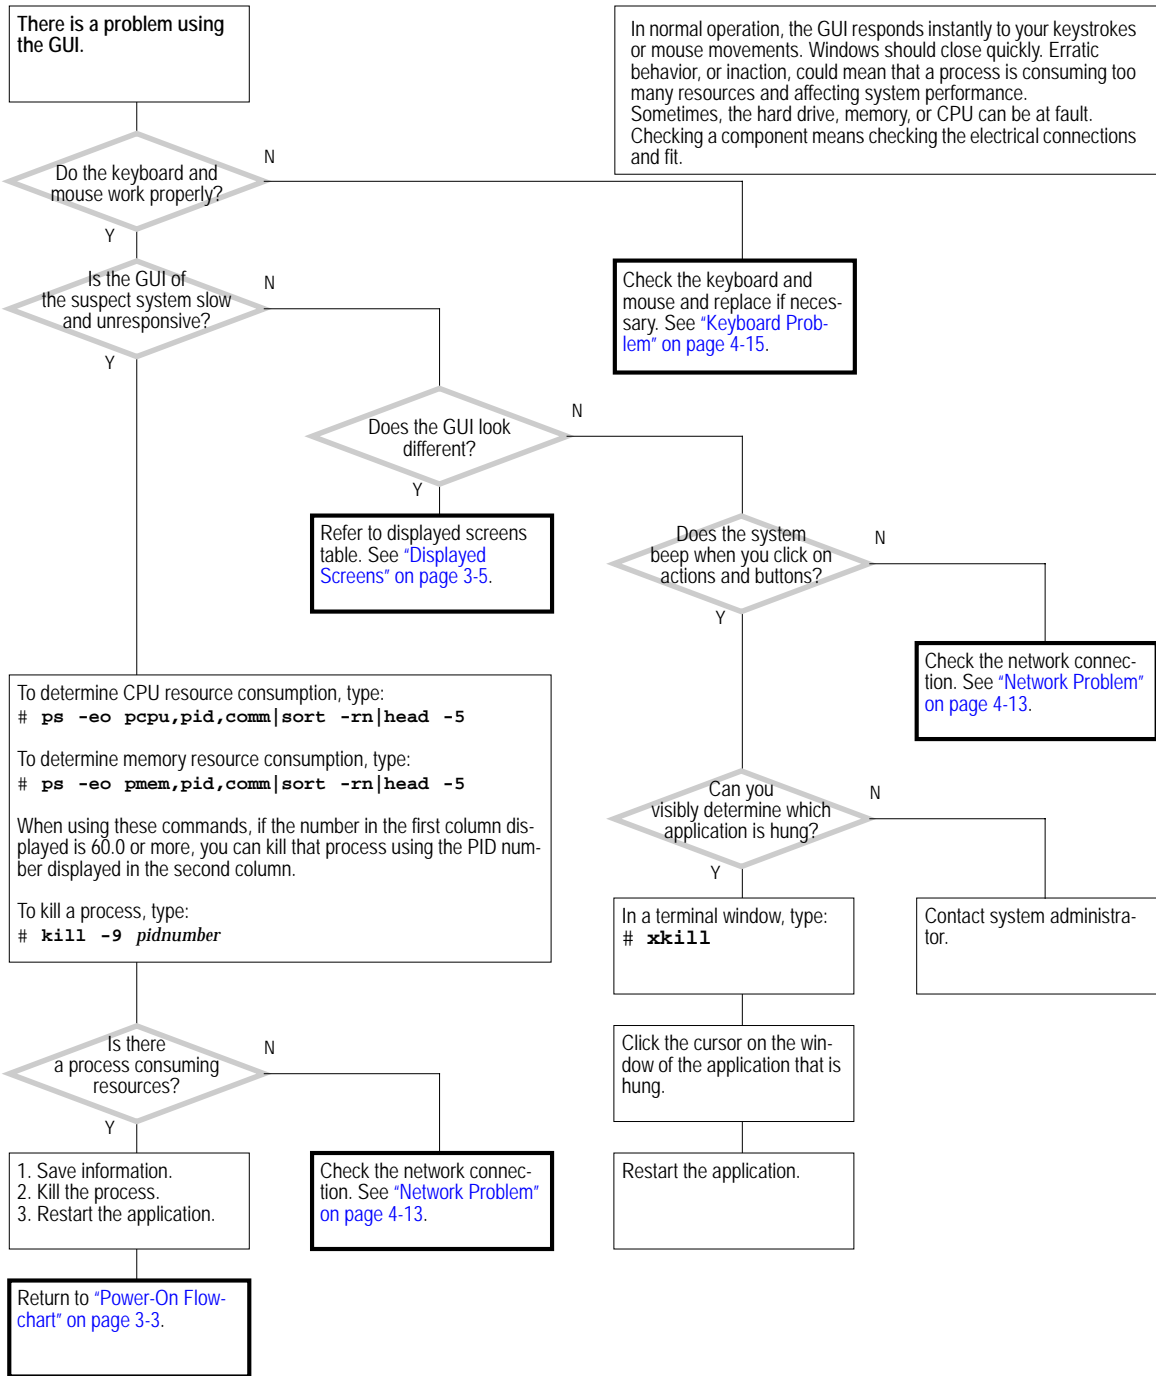 There is a problem using
the GUI.
In normal operation, the GUI responds instantly to your keystrokes
or mouse movements. Windows should close quickly. Erratic
behavior, or inaction, could mean that a process is consuming too
many resources and affecting system performance.
Sometimes, the hard drive, memory, or CPU can be at fault.
Checking a component means checking the electrical connections
and fit.
Do the keyboard and
mouse work properly?
N
Y
Is the GUI of
the suspect system slow
and unresponsive?
N
Y
Check the keyboard and
mouse and replace if neces-
sary. See "Keyboard Prob-
lem" on page 4-15.
Does the GUI look
different?
N
Y
Refer to displayed screens
table. See "Displayed
Screens" on page 3-5.
Does the system
beep when you click on
actions and buttons?
N
Y
Check the network connec-
tion. See "Network Problem"
on page 4-13.
To determine CPU resource consumption, type:
# ps -eo pcpu,pid,comm|sort -rn|head -5
To determine memory resource consumption, type:
# ps -eo pmem,pid,comm|sort -rn|head -5
When using these commands, if the number in the first column dis-
played is 60.0 or more, you can kill that process using the PID num-
ber displayed in the second column.
To kill a process, type:
# kill -9 pidnumber
Can you
visibly determine which
application is hung?
N
Y
In a terminal window, type:
# xkill
Contact system administra-
tor.
Is there
a process consuming
resources?
N
Y
Click the cursor on the win-
dow of the application that is
hung.
1. Save information.
2. Kill the process.
3. Restart the application.
Check the network connec-
tion. See "Network Problem"
on page 4-13.
Restart the application.
Return to "Power-On Flow-
chart" on page 3-3.